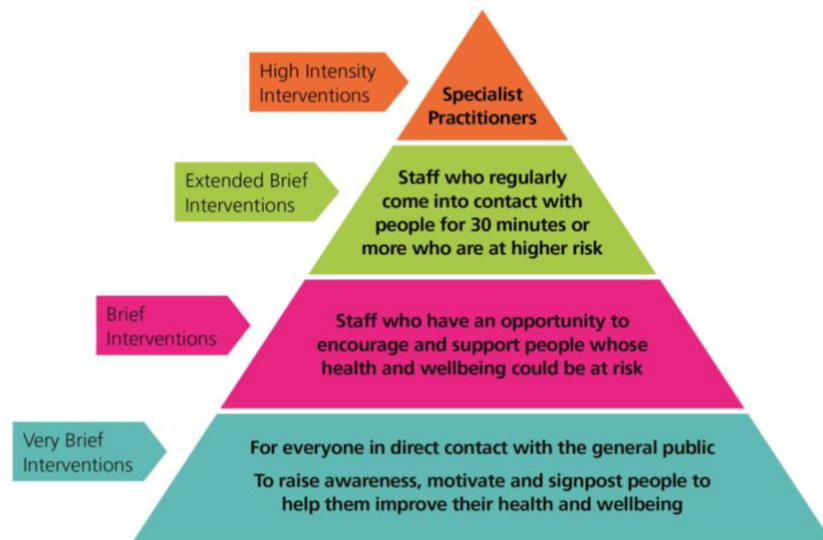 High Intensity
Interventions
Specialist
Practitioners
Extended Brief
Interventions
Staff who regularly
come into contact with
people for 30 minutes or
more who are at higher risk
Brief
Interventions
Staff who have an opportunity to
encourage and support people whose
health and wellbeing could be at risk
Very Brief
Interventions
For everyone in direct contact with the general public
To raise awareness, motivate and signpost people to
help them improve their health and wellbeing